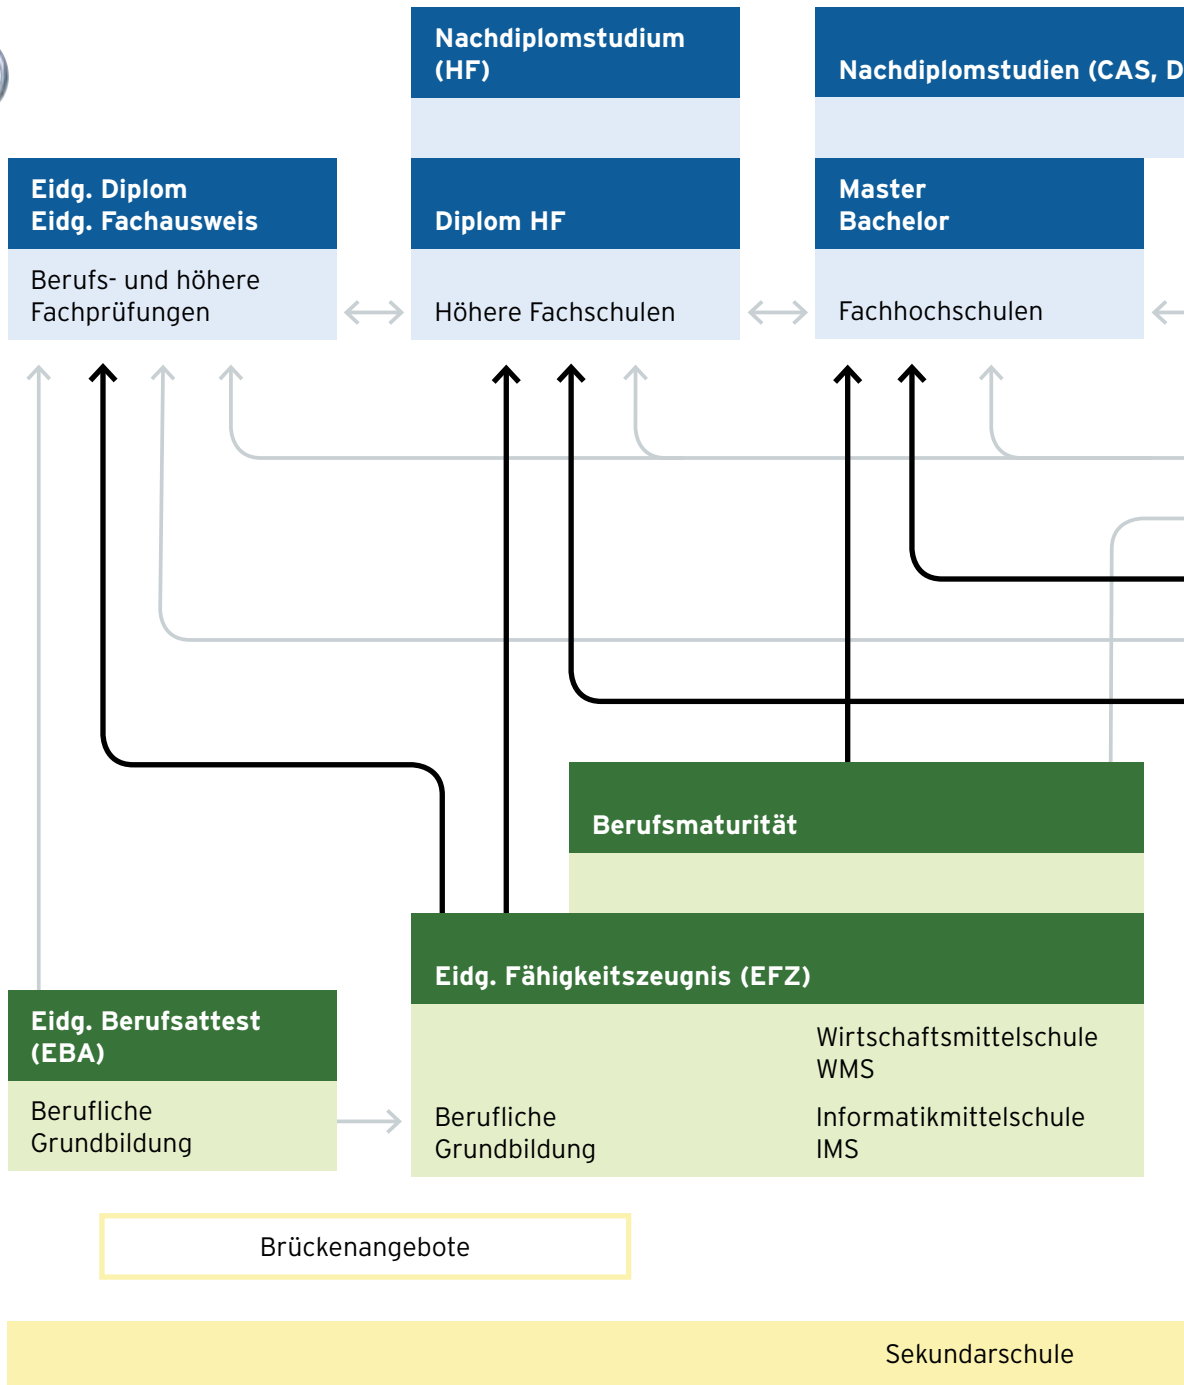 Nachdiplomstudium
(HF)
Nachdiplomstudien (CAS, D
Eidg. Diplom
Eidg. Fachausweis
Diplom HF
Master
Bachelor
Berufs- und höhere
Fachprüfungen
Höhere Fachschulen
Fachhochschulen
Berufsmaturität
Eidg. Fähigkeitszeugnis (EFZ)
Eidg. Berufsattest
(EBA)
Wirtschaftsmittelschule
WMS
Berufliche
Grundbildung
Berufliche
Grundbildung
Informatikmittelschule
IMS
Brückenangebote
Sekundarschule